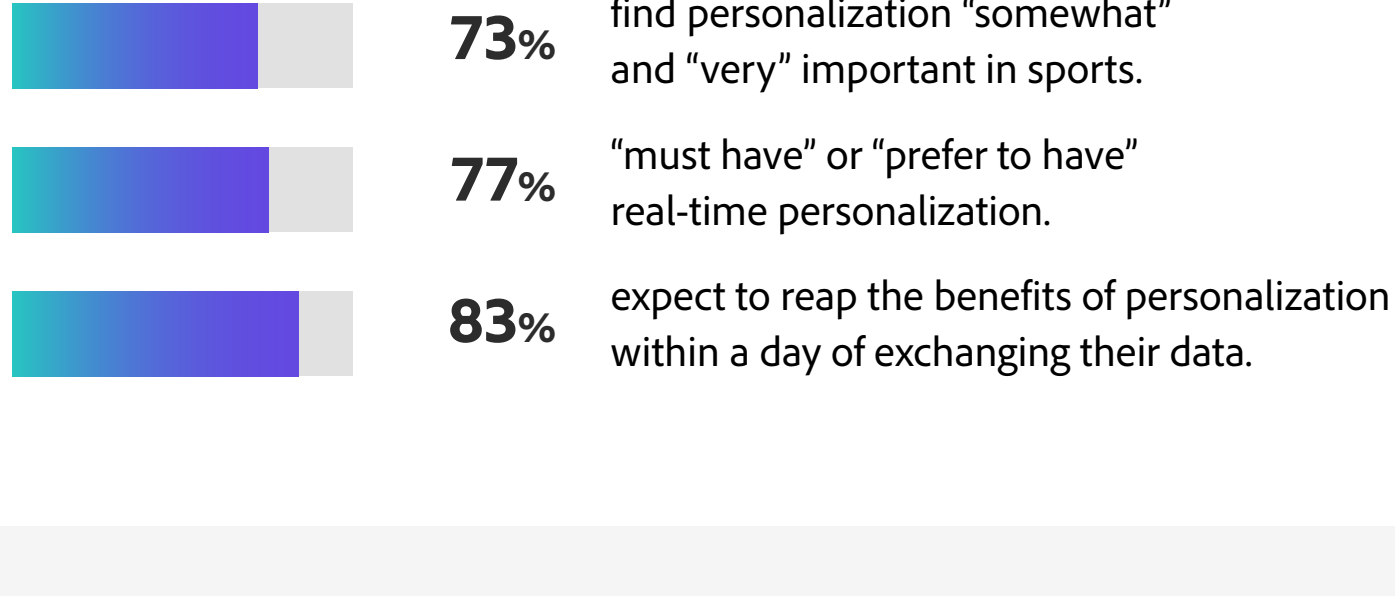 73%
find personalization “somewhat”
and “very” important in sports.
77%
“must have” or “prefer to have”
real-time personalization.
83%
expect to reap the benefits of personalization
within a day of exchanging their data.